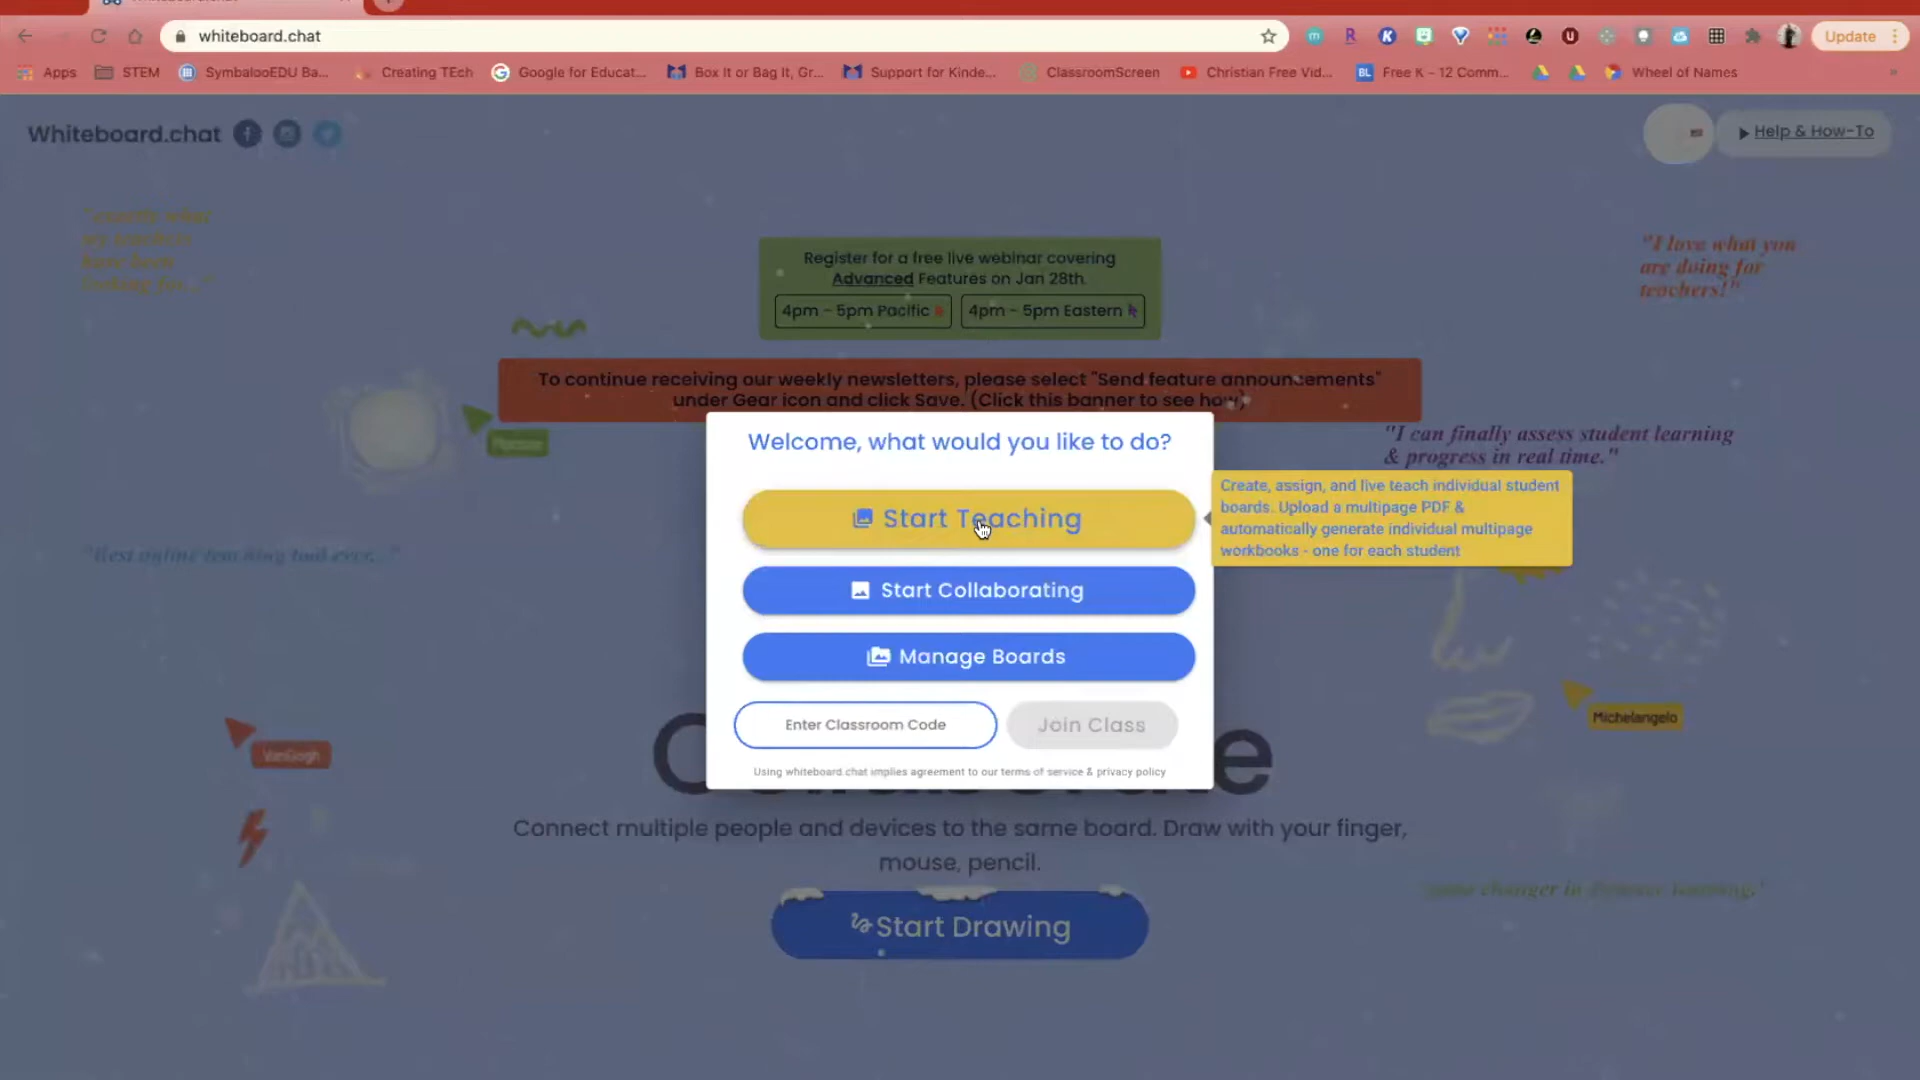 whiteboard.chat
Update
Apps
STEM
SymbalooEDU Ba...
Creating TEch
Google for Educat...
Box It or Bag It, Gr...
Support for Kinde...
ClassroomScreen
Christian Free Vid...
BL
Free K - 12 Comm...
Wheel of Names
Whiteboard.chat
Help & How-To
Register for a free live webinar covering
Advanced Features on Jan 28th.
4pm - 5pm Pacific
4pm - 5pm Eastern
"I love what you
are doing for
teachers!"
To continue receiving our weekly newsletters, please select "Send feature announcements"
under Gear icon and click Save. (Click this banner to see how)
"I can finally assess student learning
& progress in real time."
Welcome, what would you like to do?
Start Teaching
Create, assign, and live teach individual student
boards. Upload a multipage PDF &
automatically generate individual multipage
workbooks - one for each student
"Best online teaching tool ever..."
Start Collaborating
Manage Boards
Enter Classroom Code
Join Class
Using whiteboard.chat implies agreement to our terms of service & privacy policy
VanGogh
Michelangelo
Connect multiple people and devices to the same board. Draw with your finger,
mouse, pencil.
Start Drawing